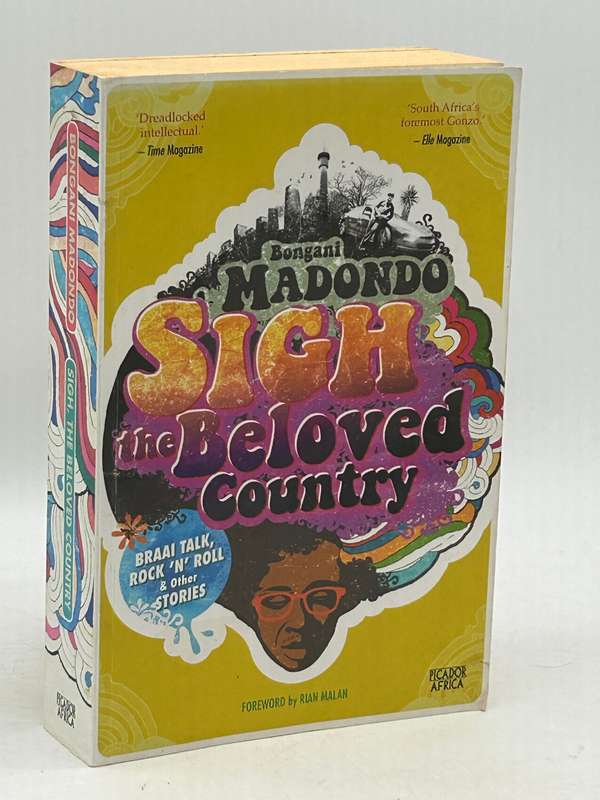 BONGANI MADONDO
SIGH, THE BELOVED COUNTRY
PICADOR
AFRICA
'Dreadlocked
intellectual.'
– Time Magazine
'South Africa's
foremost Gonzo.'
– Elle Magazine
Bongani
MADONDO
SIGH
the Beloved
Country
BRAAI TALK,
ROCK 'N' ROLL
& Other
STORIES
FOREWORD by RIAN MALAN
PICADOR
AFRICA